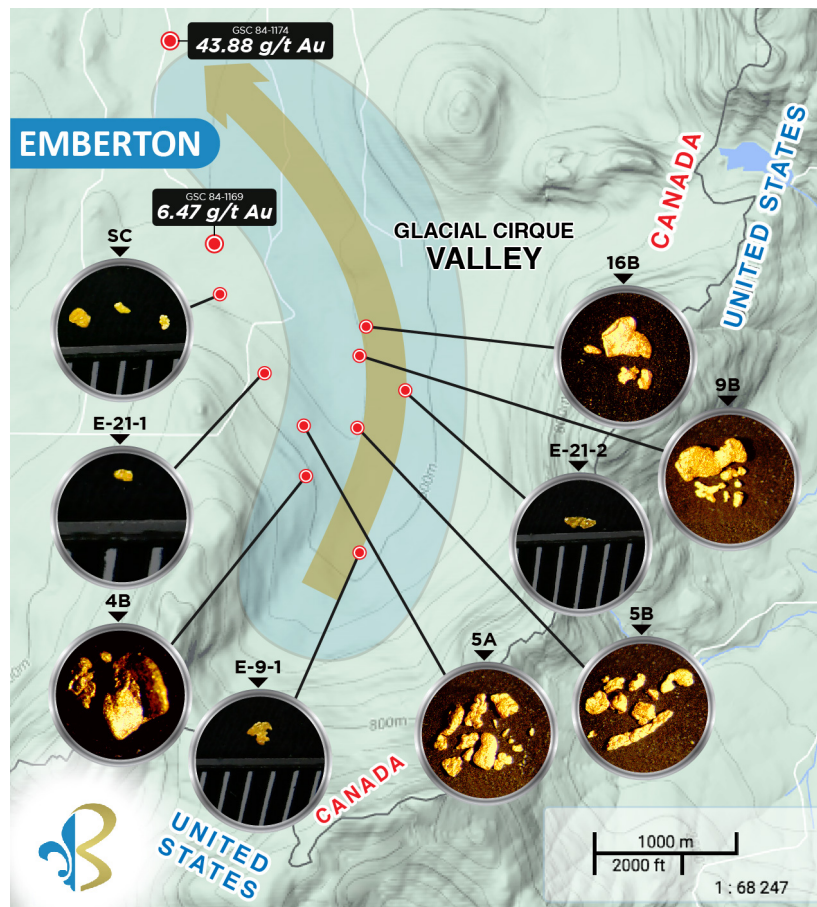 GSC 84-1174
43.88 g/t Au
EMBERTON
CANADA
UNITED STATES
GSC 84-1169
6.47 g/t Au
GLACIAL CIRQUE
VALLEY
SC
16B
9B
800m
E-21-1
E-21-2
800m
4B
5B
5A
E-9-1
800m
CANADA
UNITED
STATES
B
1000 m
2000 ft
1 : 68 247